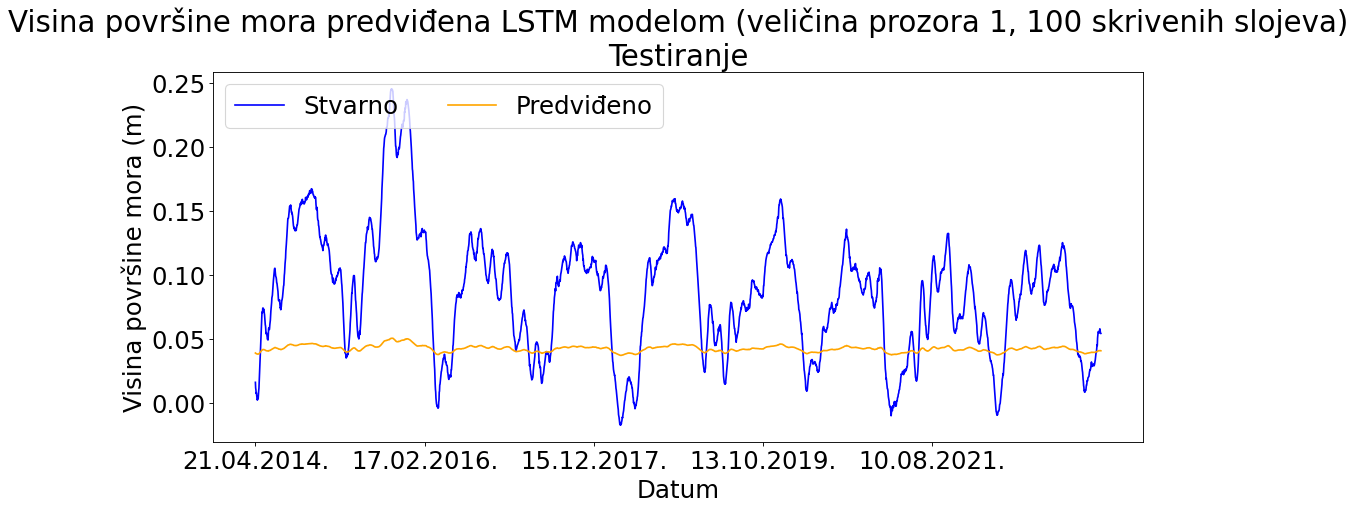 Visina površine mora predviđena LSTM modelom (veličina prozora 1, 100 skrivenih slojeva)
Testiranje
Stvarno
Predviđeno
Visina površine mora (m)
0.25
0.20
0.15
0.10
0.05
0.00
21.04.2014.
17.02.2016.
15.12.2017.
13.10.2019.
10.08.2021.
Datum